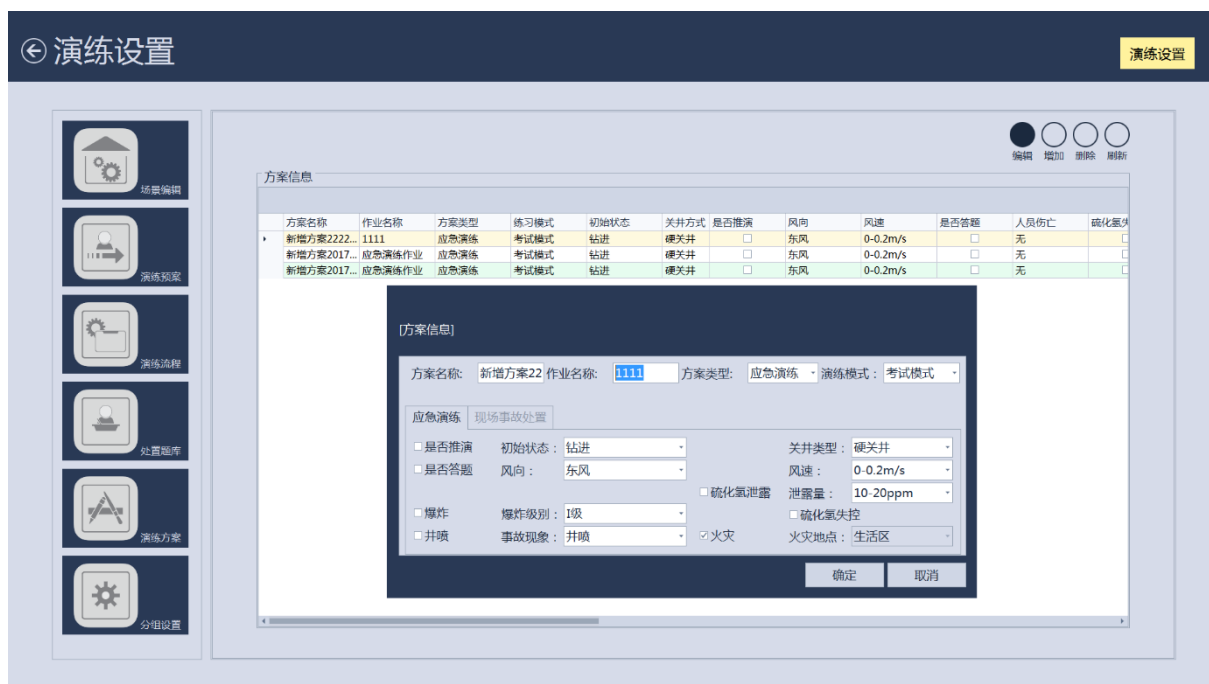 演练设置
演练设置
场景编辑
演练预案
演练流程
处置题库
演练方案
分组设置
编辑 增加 删除 刷新
方案信息
方案名称 作业名称 方案类型 练习模式 初始状态 关井方式 是否推演 风向 风速 是否答题 人员伤亡 硫化氢失
新增方案2222... 1111 应急演练 考试模式 钻进 硬关井 东风 0-0.2m/s 无
新增方案2017... 应急演练作业 应急演练 考试模式 钻进 硬关井 东风 0-0.2m/s 无
新增方案2017... 应急演练作业 应急演练 考试模式 钻进 硬关井 东风 0-0.2m/s 无
[方案信息]
方案名称: 新增方案22 作业名称: 1111 方案类型: 应急演练 演练模式： 考试模式
应急演练 现场事故处置
是否推演 初始状态： 钻进 关井类型： 硬关井
是否答题 风向： 东风 风速： 0-0.2m/s
硫化氢泄露 泄露量： 10-20ppm
爆炸 爆炸级别： I级 硫化氢失控
井喷 事故现象： 井喷 火灾 火灾地点： 生活区
确定 取消